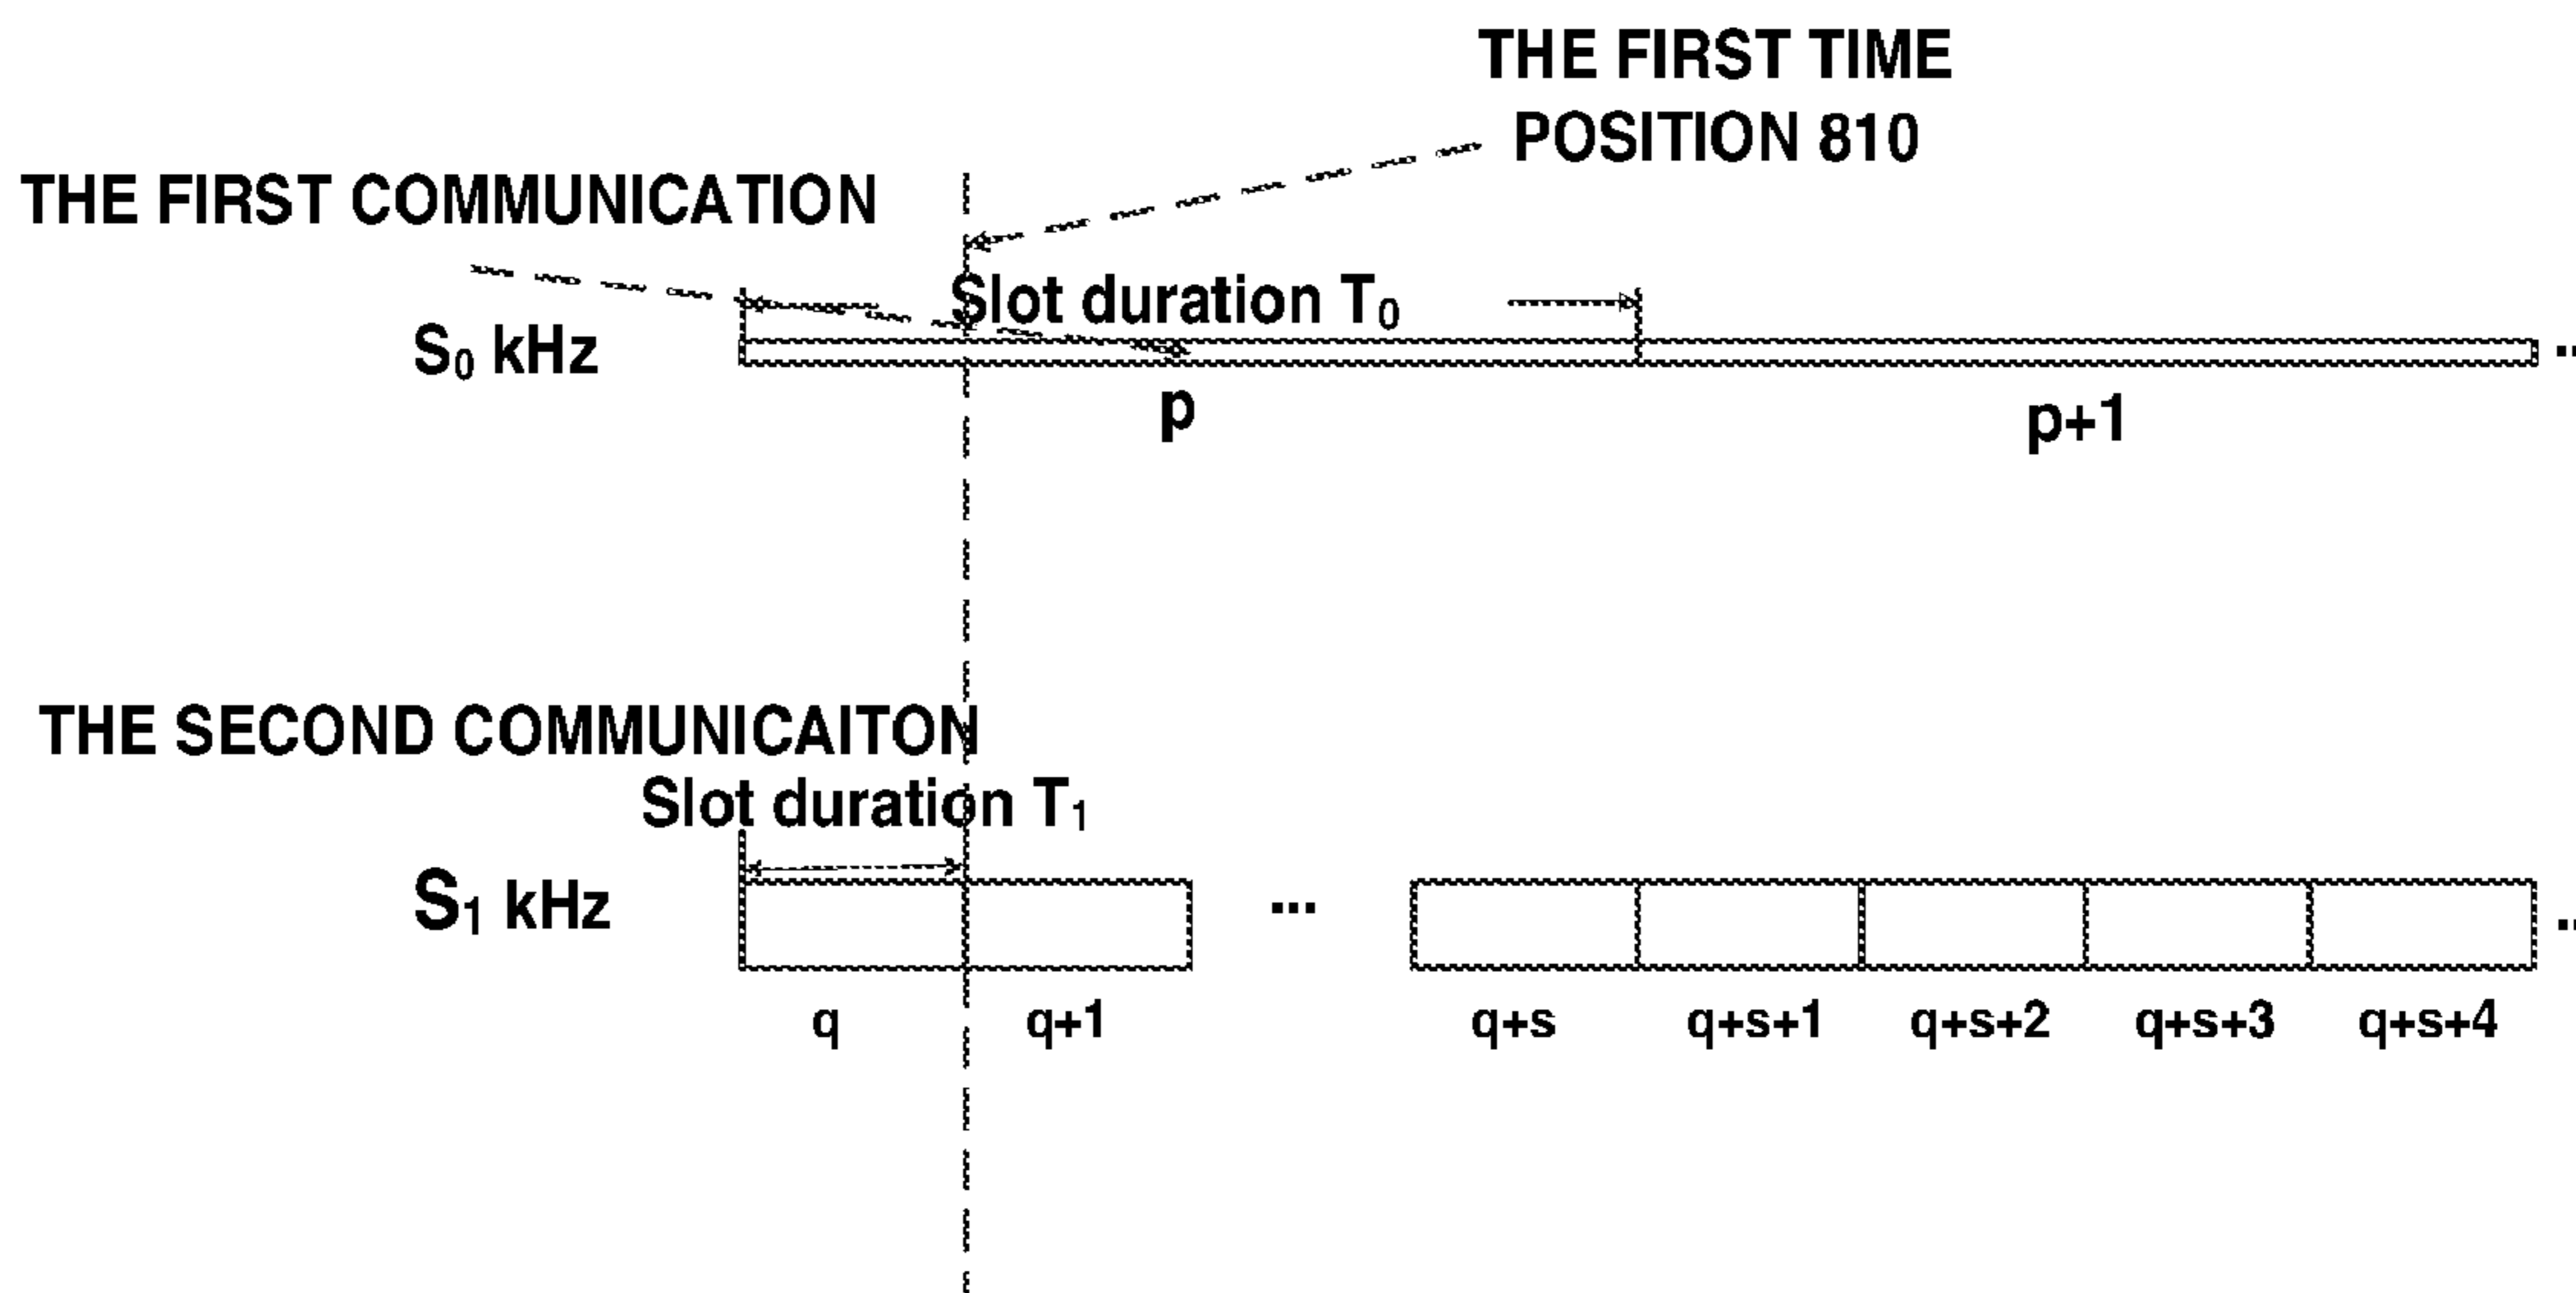 THE FIRST TIME
POSITION 810
THE FIRST COMMUNICATION
Slot duration T₀
S₀ kHz
p
p+1
...
THE SECOND COMMUNICAITON
Slot duration T₁
S₁ kHz
...
q
q+1
q+s
q+s+1
q+s+2
q+s+3
q+s+4